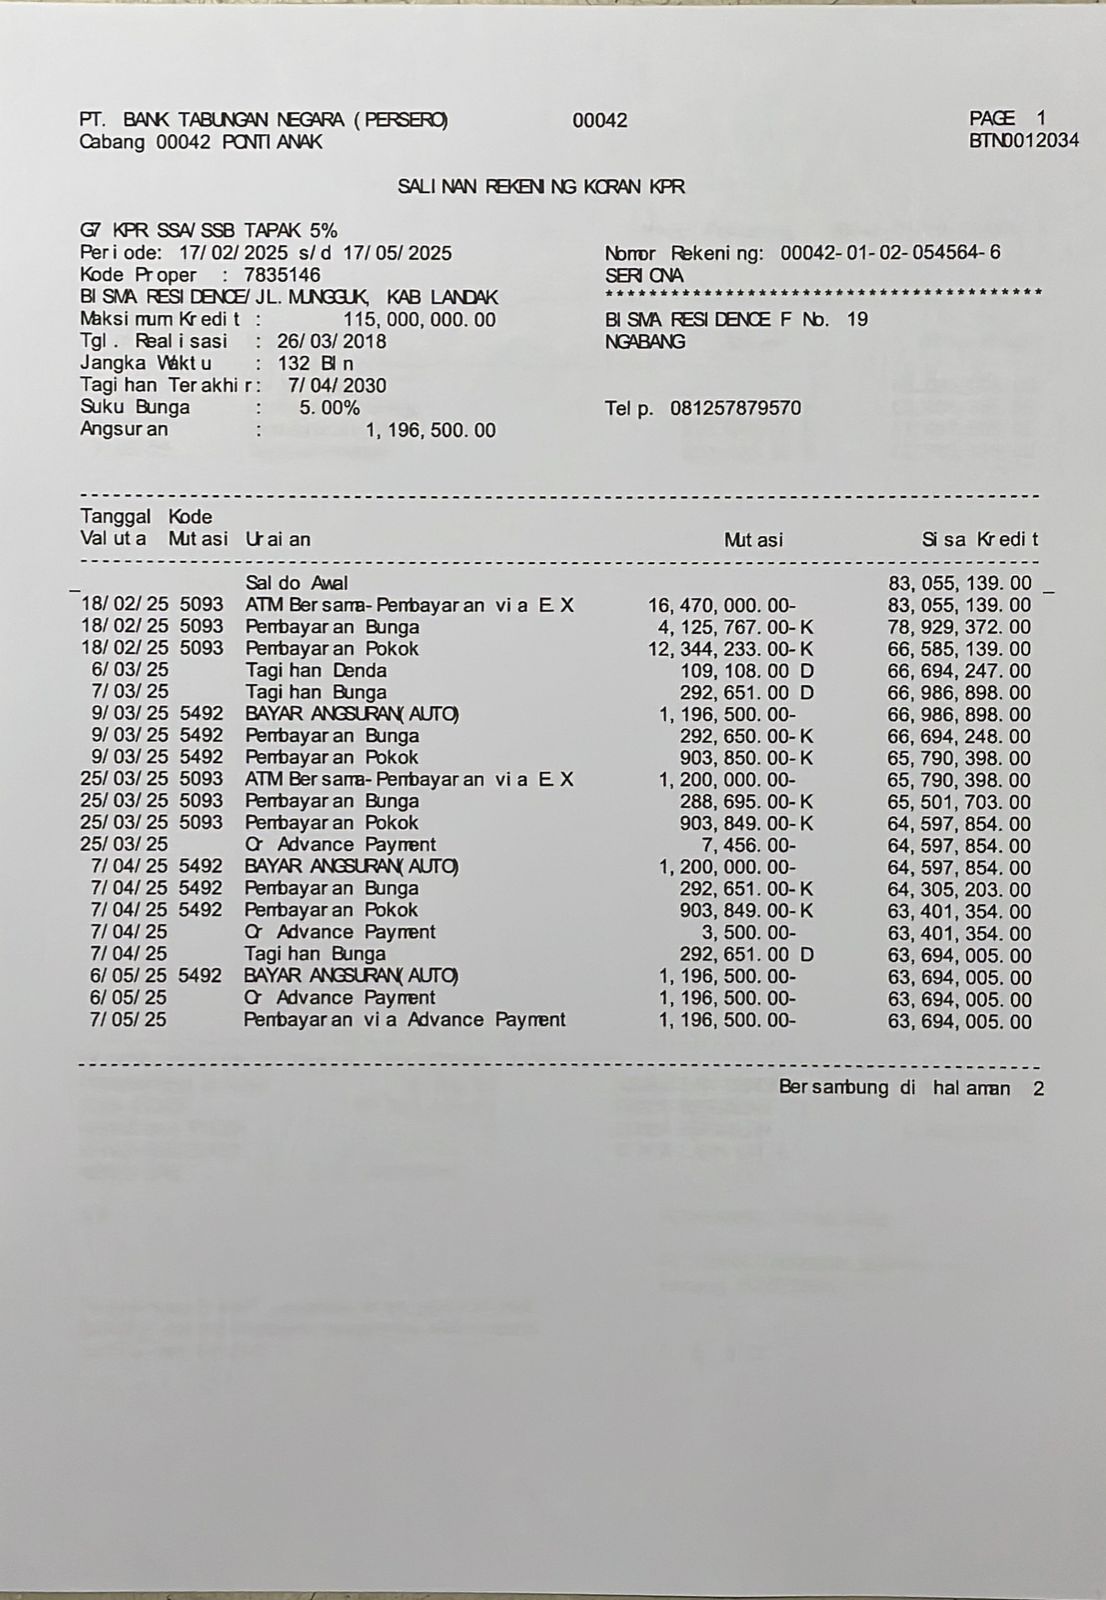 PT. BANK TABUNGAN NEGARA (PERSERO) 00042 PAGE 1
Cabang 00042 PONTIANAK BTN0012034
SALINAN REKENING KORAN KPR
G7 KPR SSA/SSB TAPAK 5%
Periode: 17/02/2025 s/d 17/05/2025 Nomor Rekening: 00042-01-02-054564-6
Kode Proper : 7835146 SERIONA
BISMA RESIDENCE/JL. MUNGGUK, KAB LANDAK *****************************************
Maksimum Kredit : 115,000,000.00 BISMA RESIDENCE F No. 19
Tgl. Realisasi : 26/03/2018 NGABANG
Jangka Waktu : 132 Bln
Tagihan Terakhir: 7/04/2030
Suku Bunga : 5.00% Telp. 081257879570
Angsuran : 1,196,500.00
Tanggal Kode
Valuta Mutasi Uraian Mutasi Sisa Kredit
Saldo Awal 83,055,139.00
18/02/25 5093 ATM Bersama-Pembayaran via E.X 16,470,000.00- 83,055,139.00
18/02/25 5093 Pembayaran Bunga 4,125,767.00-K 78,929,372.00
18/02/25 5093 Pembayaran Pokok 12,344,233.00-K 66,585,139.00
6/03/25 Tagihan Denda 109,108.00 D 66,694,247.00
7/03/25 Tagihan Bunga 292,651.00 D 66,986,898.00
9/03/25 5492 BAYAR ANGSURAN(AUTO) 1,196,500.00- 66,986,898.00
9/03/25 5492 Pembayaran Bunga 292,650.00-K 66,694,248.00
9/03/25 5492 Pembayaran Pokok 903,850.00-K 65,790,398.00
25/03/25 5093 ATM Bersama-Pembayaran via E.X 1,200,000.00- 65,790,398.00
25/03/25 5093 Pembayaran Bunga 288,695.00-K 65,501,703.00
25/03/25 5093 Pembayaran Pokok 903,849.00-K 64,597,854.00
25/03/25 Cr Advance Payment 7,456.00- 64,597,854.00
7/04/25 5492 BAYAR ANGSURAN(AUTO) 1,200,000.00- 64,597,854.00
7/04/25 5492 Pembayaran Bunga 292,651.00-K 64,305,203.00
7/04/25 5492 Pembayaran Pokok 903,849.00-K 63,401,354.00
7/04/25 Cr Advance Payment 3,500.00- 63,401,354.00
7/04/25 Tagihan Bunga 292,651.00 D 63,694,005.00
6/05/25 5492 BAYAR ANGSURAN(AUTO) 1,196,500.00- 63,694,005.00
6/05/25 Cr Advance Payment 1,196,500.00- 63,694,005.00
7/05/25 Pembayaran via Advance Payment 1,196,500.00- 63,694,005.00
Bersambung di halaman 2